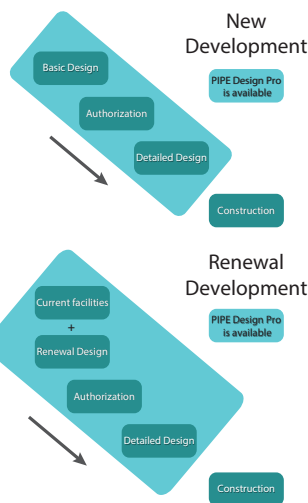 New
Development
Basic Design
PIPE Design Pro
is available
Authorization
Detailed Design
Construction
Renewal
Development
Current facilities
PIPE Design Pro
is available
+
Renewal Design
Authorization
Detailed Design
Construction